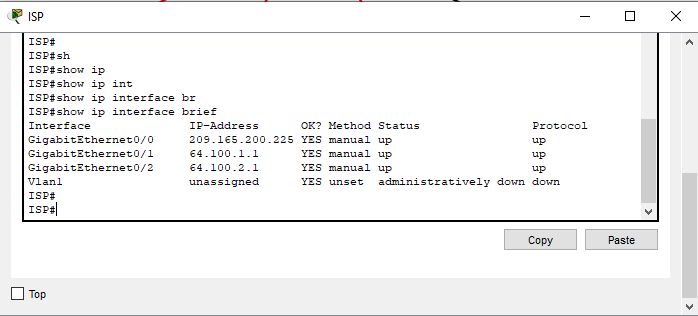 ISP
ISP#
ISP#sh
ISP#show ip
ISP#show ip int
ISP#show ip interface br
ISP#show ip interface brief
Interface IP-Address OK? Method Status Protocol
GigabitEthernet0/0 209.165.200.225 YES manual up up
GigabitEthernet0/1 64.100.1.1 YES manual up up
GigabitEthernet0/2 64.100.2.1 YES manual up up
Vlan1 unassigned YES unset administratively down down
ISP#
ISP#
Copy Paste
Top